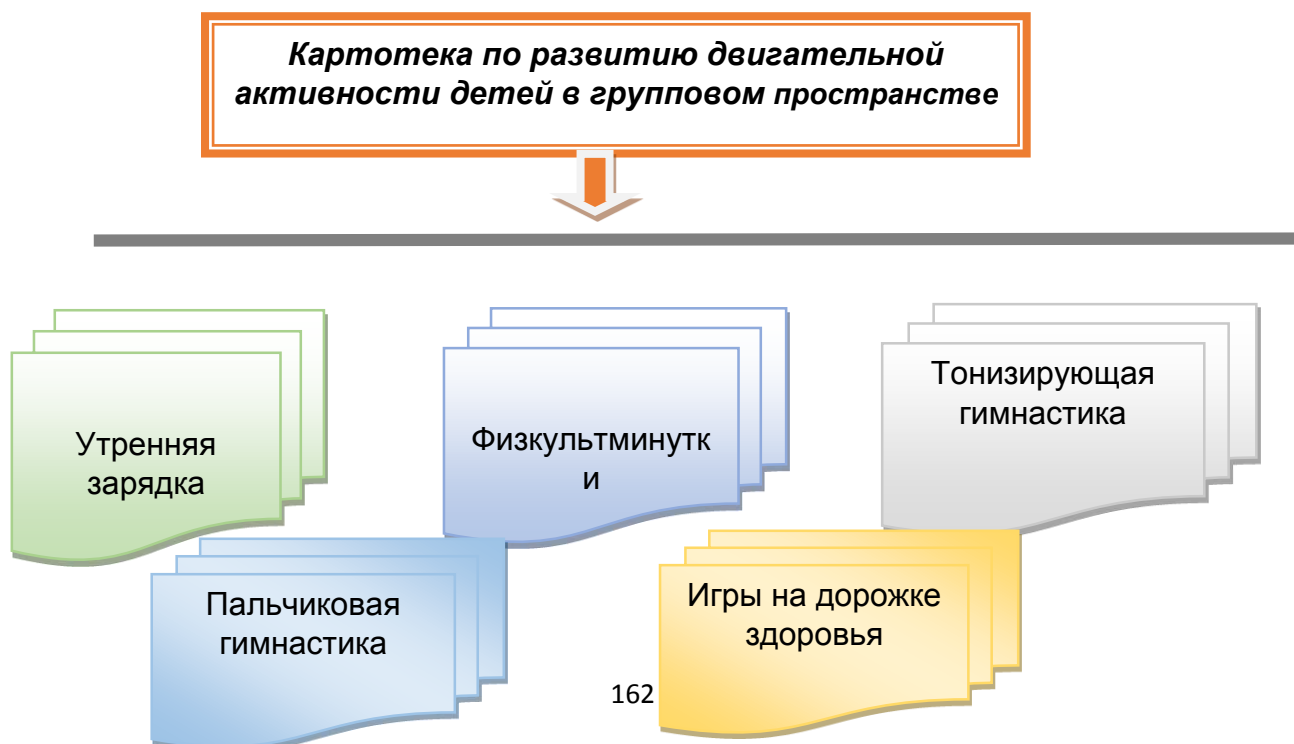 Картотека по развитию двигательной
активности детей в групповом пространстве
Утренняя
зарядка
Физкультминутк
и
Тонизирующая
гимнастика
Пальчиковая
гимнастика
Игры на дорожке
здоровья
162